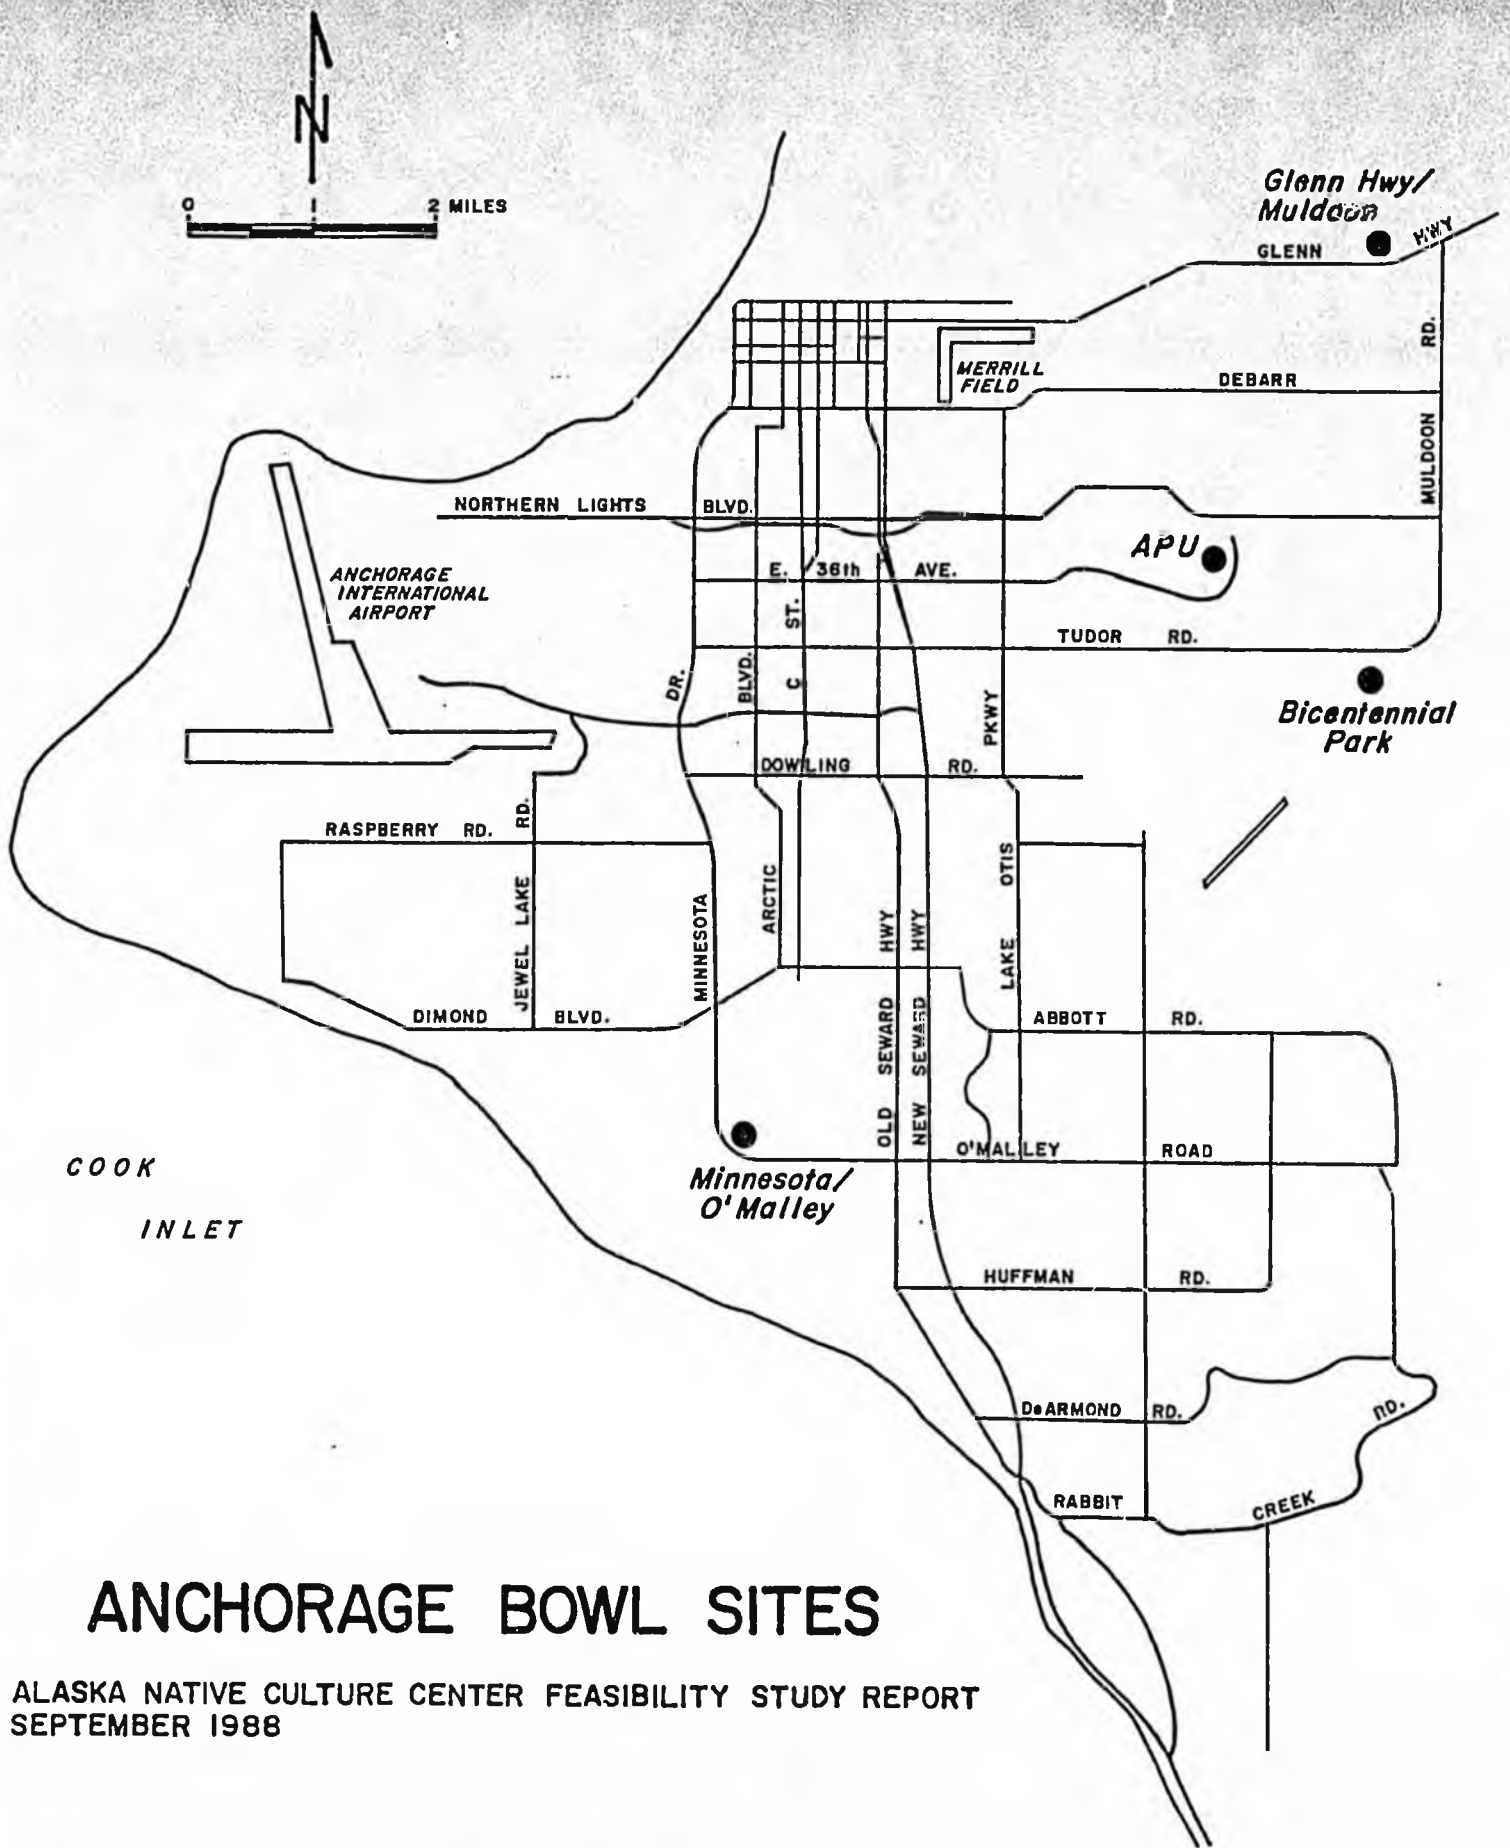 N
0 1 2 MILES
Glenn Hwy/
Muldoon
GLENN HWY
MERRILL
FIELD
DEBARR
MULDOON RD.
NORTHERN LIGHTS BLVD.
APU
ANCHORAGE
INTERNATIONAL
AIRPORT
E. 36th AVE.
C ST.
TUDOR RD.
Bicentennial
Park
DOWLING RD.
RASPBERRY RD.
JEWEL LAKE RD.
MINNESOTA DR.
ARCTIC BLVD.
OLD SEWARD HWY
NEW SEWARD HWY
LAKE OTIS PKWY
DIMOND BLVD.
ABBOTT RD.
O'MALLEY ROAD
Minnesota/
O'Malley
COOK
INLET
HUFFMAN RD.
DeARMOND RD.
RABBIT CREEK RD.
ANCHORAGE BOWL SITES
ALASKA NATIVE CULTURE CENTER FEASIBILITY STUDY REPORT
SEPTEMBER 1988